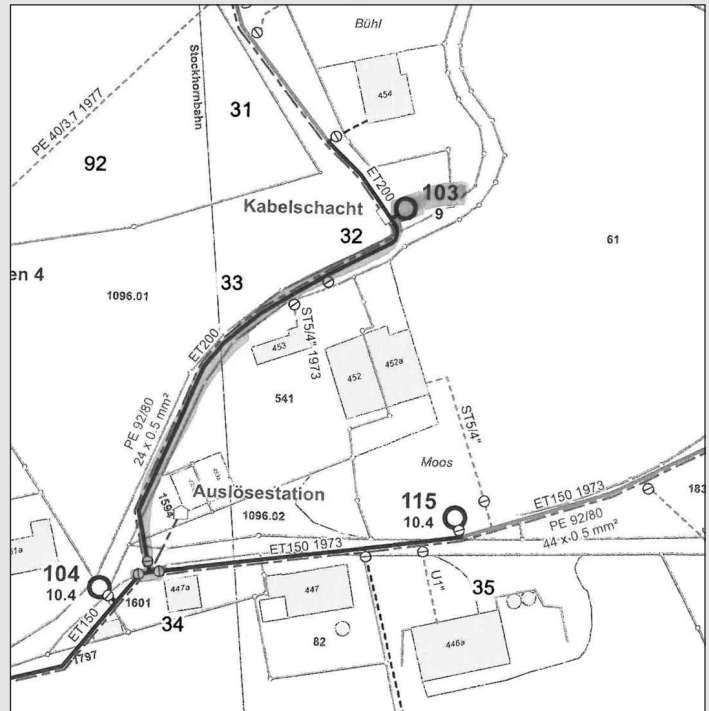 Bühl
PE 40/3.7 1977
Stockhornbahn
31
454
92
ET200
103
9
Kabelschacht
32
61
en 4
33
1096.01
ET200
ST5/4" 1973
453
452
452a
PE 92/80
24 x 0.5 mm²
541
ST5/4"
Moos
Auslösestation
1594
1096.02
115
10.4
ET150 1973
183
PE 92/80
44 x 0.5 mm²
ET150 1973
104
10.4
1601
447a
447
U1"
35
ET150
34
82
446a
1797